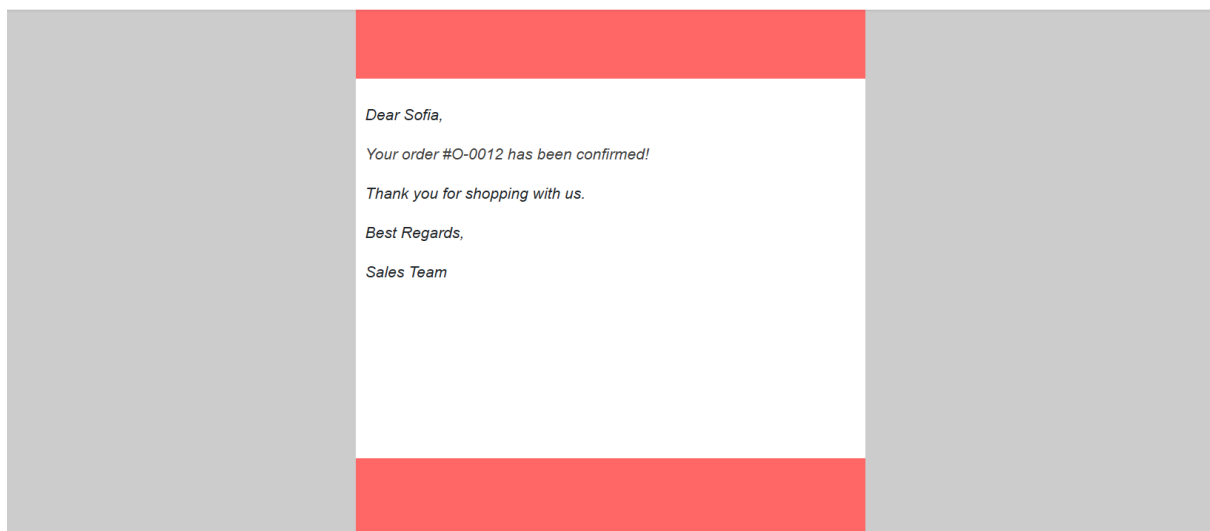 Dear Sofia,
Your order #O-0012 has been confirmed!
Thank you for shopping with us.
Best Regards,
Sales Team